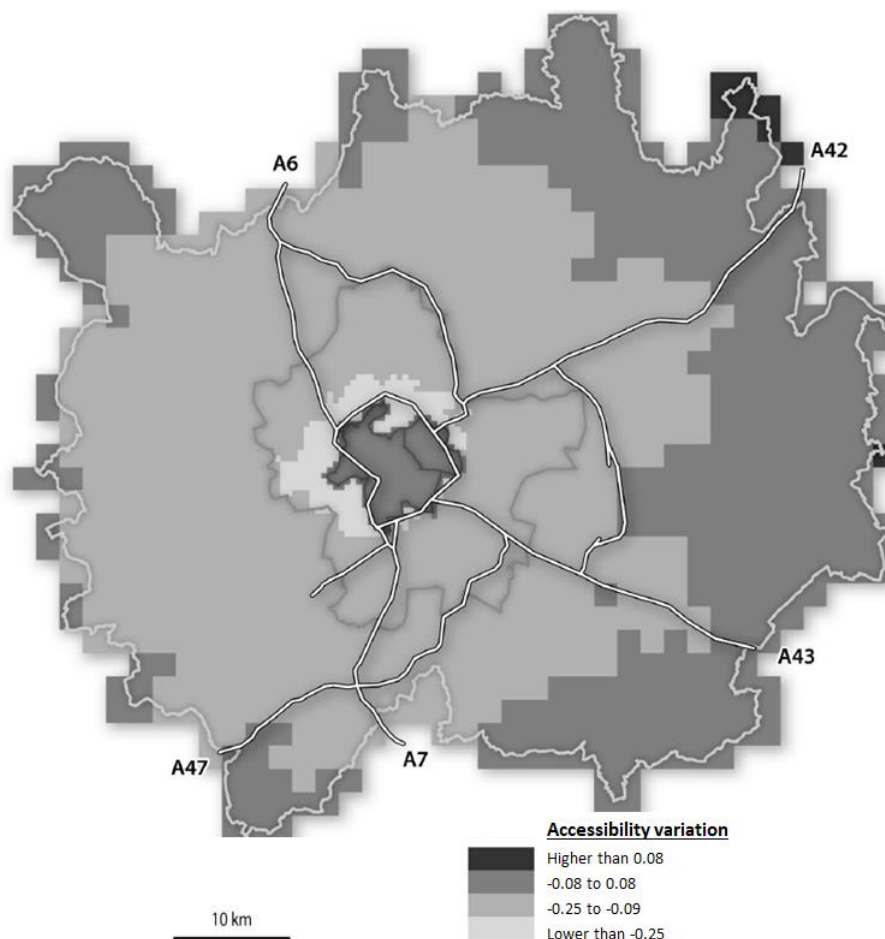 A6
A42
A43
A47
A7
Accessibility variation
Higher than 0.08
-0.08 to 0.08
-0.25 to -0.09
Lower than -0.25
10 km